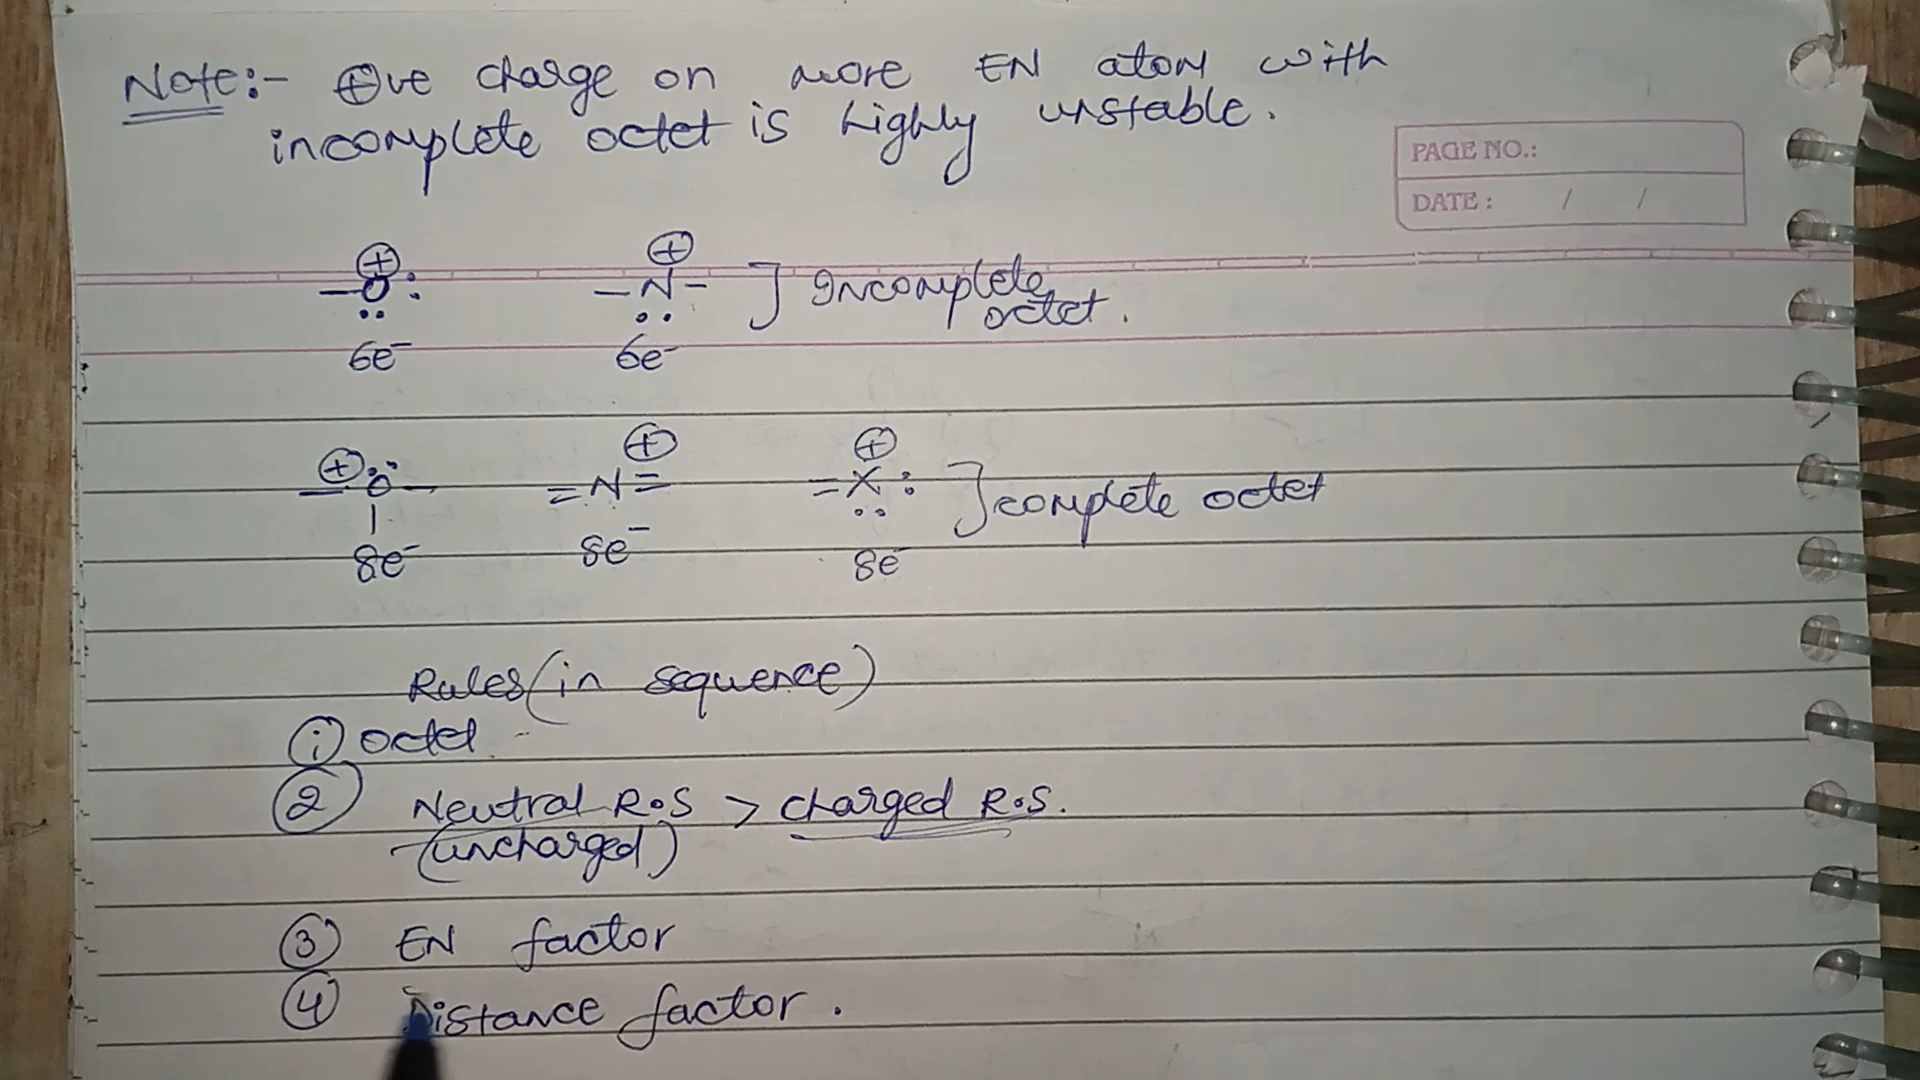 Note:- ⊕ve charge on more EN atom with
incomplete octet is highly unstable.
PAGE NO.:
DATE : / /
⊕ ⊕
–O: –N– ] Incomplete octet.
.. ..
6e⁻ 6e⁻
⊕ ⊕ ⊕
–Ö– =N= –X: ] complete octet
| ..
8e⁻ 8e⁻ 8e⁻
Rules (in sequence)
① octet
② Neutral R.S > charged R.S.
(uncharged)
③ EN factor
④ Distance factor.